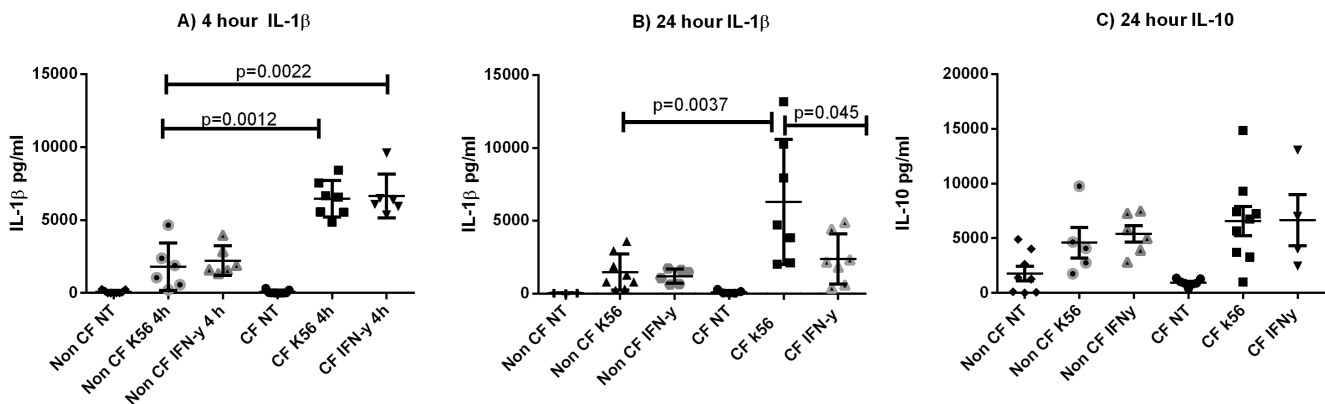 A) 4 hour IL-1β
B) 24 hour IL-1β
C) 24 hour IL-10
IL-1β pg/ml
15000
10000
5000
0
p=0.0022
p=0.0012
Non CF NT
Non CF K56 4h
Non CF IFN-y 4 h
CF NT
CF K56 4h
CF IFN-y 4h
IL-1β pg/ml
15000
10000
5000
0
p=0.0037
p=0.045
Non CF NT
Non CF K56
Non CF IFN-y
CF NT
CF k56
CF IFN-y
IL-10 pg/ml
20000
15000
10000
5000
0
Non CF NT
Non CF K56
Non CF IFNy
CF NT
CF k56
CF IFNy